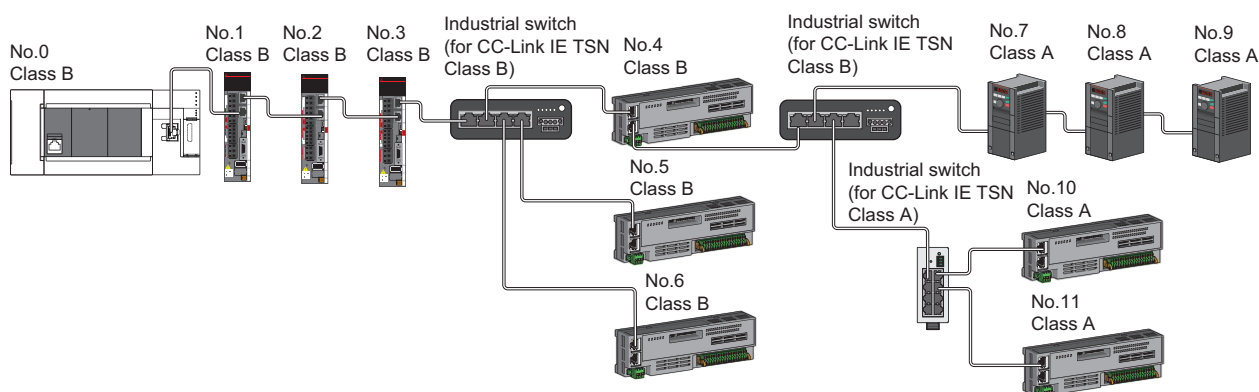 No.0
Class B
No.1
Class B
No.2
Class B
No.3
Class B
Industrial switch
(for CC-Link IE TSN
Class B)
No.4
Class B
Industrial switch
(for CC-Link IE TSN
Class B)
No.7
Class A
No.8
Class A
No.9
Class A
No.5
Class B
Industrial switch
(for CC-Link IE TSN
Class A)
No.10
Class A
No.6
Class B
No.11
Class A